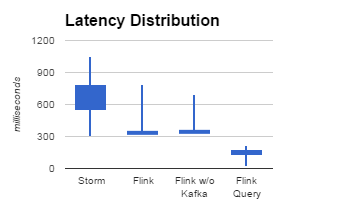 Latency Distribution
1200
900
600
300
0
milliseconds
Storm
Flink
Flink w/o
Kafka
Flink
Query